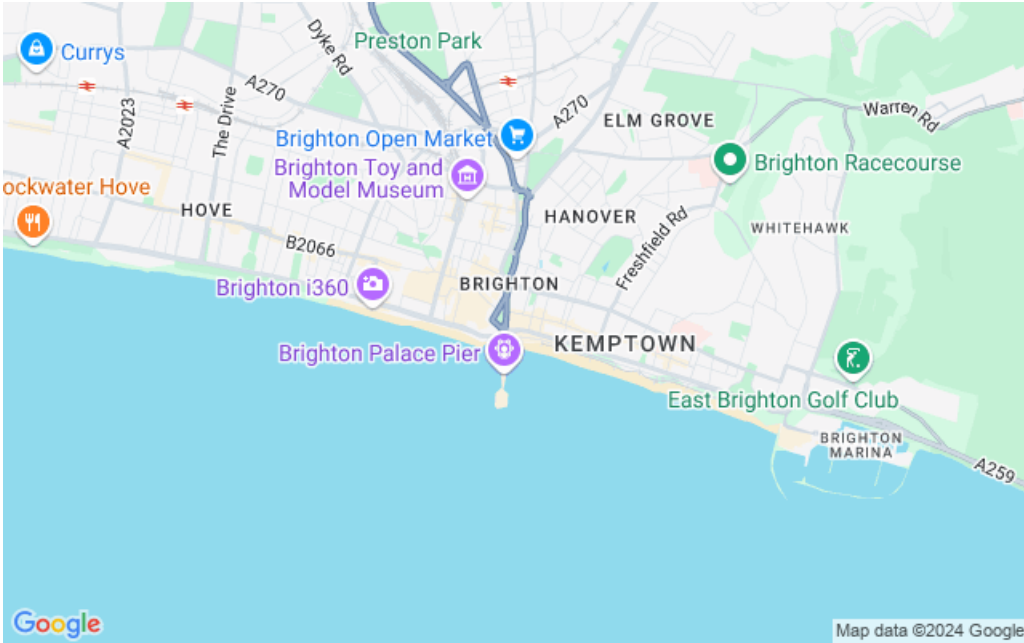 Dyke Rd
Preston Park
Currys
A270
A2023
The Drive
A270
Warren Rd
ELM GROVE
Brighton Open Market
Brighton Racecourse
Brighton Toy and
Model Museum
ockwater Hove
HOVE
HANOVER
Freshfield Rd
WHITEHAWK
B2066
Brighton i360
BRIGHTON
Brighton Palace Pier
KEMPTOWN
East Brighton Golf Club
BRIGHTON
MARINA
A259
Google
Map data ©2024 Google